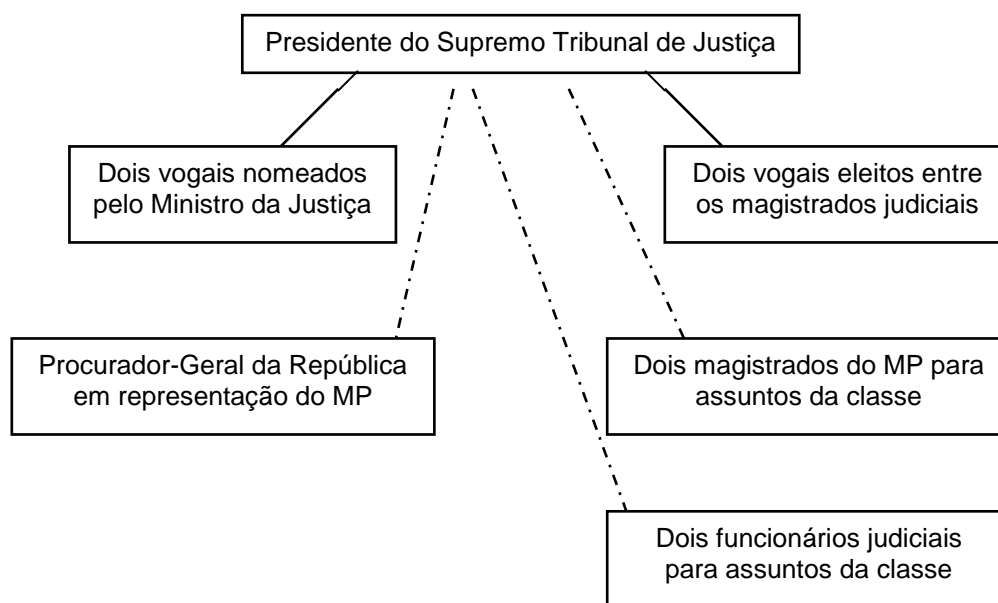 Presidente do Supremo Tribunal de Justiça
Dois vogais nomeados
pelo Ministro da Justiça
Dois vogais eleitos entre
os magistrados judiciais
Procurador-Geral da República
em representação do MP
Dois magistrados do MP para
assuntos da classe
Dois funcionários judiciais
para assuntos da classe